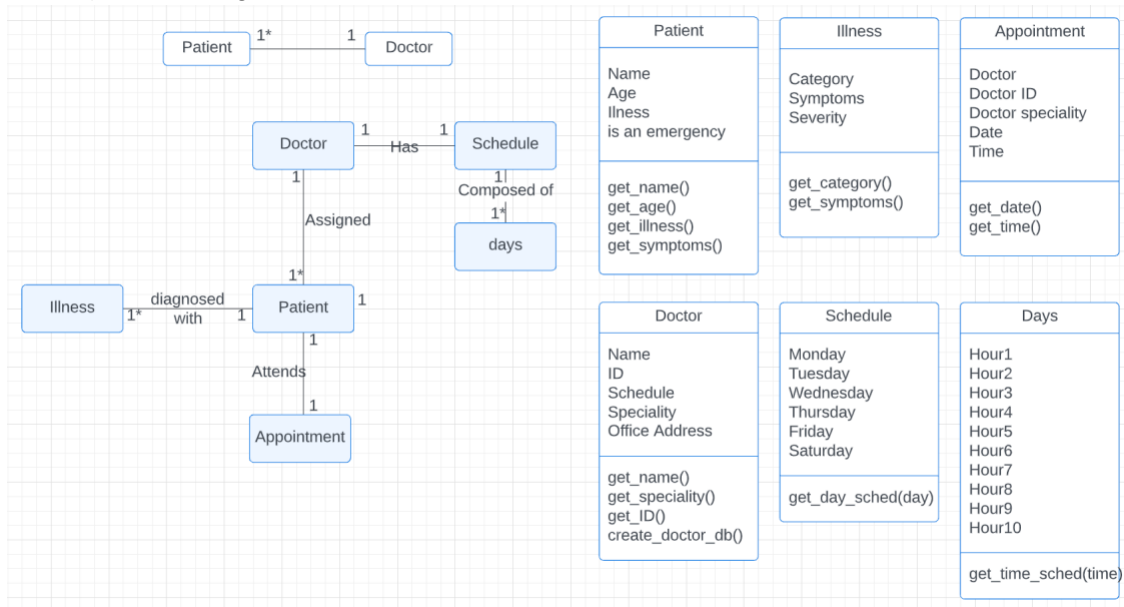 Patient 1* 1 Doctor
Doctor 1 Has 1 Schedule
1 1
Composed of
Assigned 1*
days
1*
Illness 1* diagnosed with 1 Patient 1
1
Attends
1
Appointment
Patient
Name
Age
Ilness
is an emergency
get_name()
get_age()
get_illness()
get_symptoms()
Illness
Category
Symptoms
Severity
get_category()
get_symptoms()
Appointment
Doctor
Doctor ID
Doctor speciality
Date
Time
get_date()
get_time()
Doctor
Name
ID
Schedule
Speciality
Office Address
get_name()
get_speciality()
get_ID()
create_doctor_db()
Schedule
Monday
Tuesday
Wednesday
Thursday
Friday
Saturday
get_day_sched(day)
Days
Hour1
Hour2
Hour3
Hour4
Hour5
Hour6
Hour7
Hour8
Hour9
Hour10
get_time_sched(time)